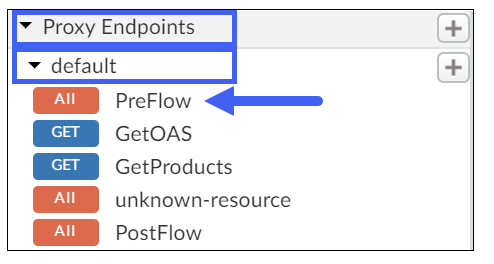 Proxy Endpoints +
default +
All PreFlow
GET GetOAS
GET GetProducts
All unknown-resource
All PostFlow